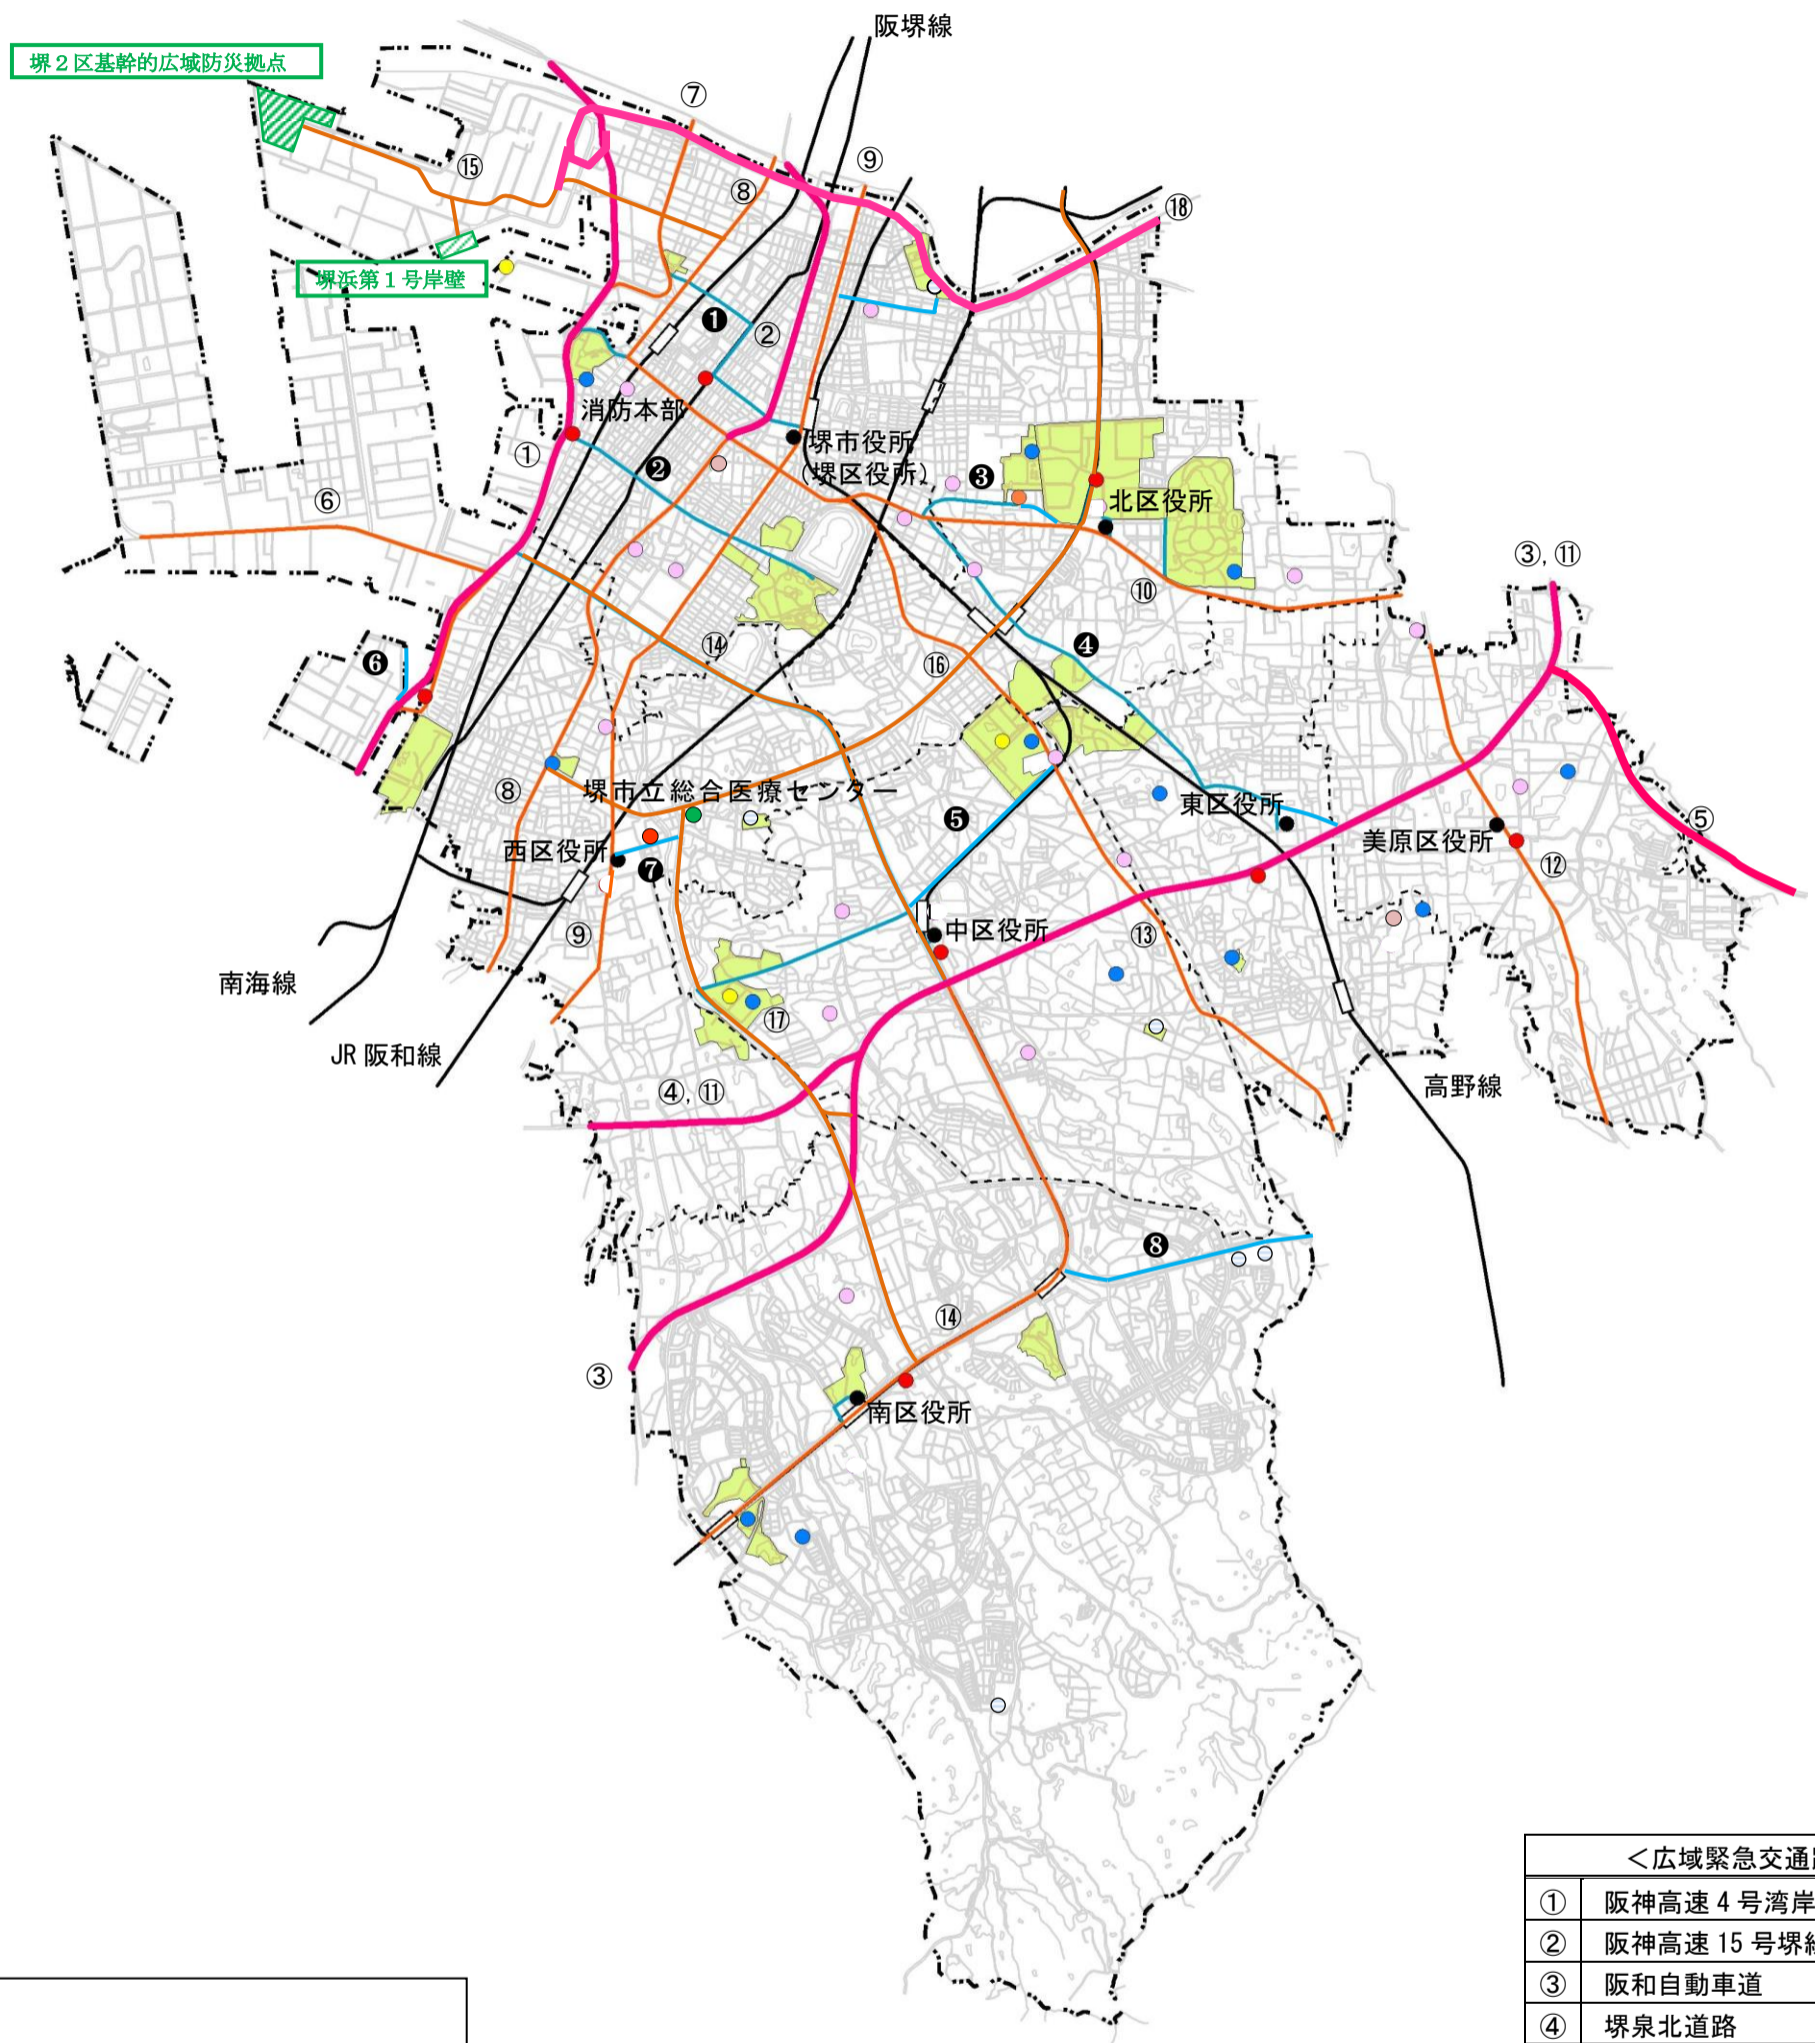 阪堺線
堺2区基幹的広域防災拠点
⑦
⑮
⑧
⑨
⑱
堺浜第1号岸壁
❶
②
消防本部
①
堺市役所
(堺区役所)
❷
❸
⑥
北区役所
③, ⑪
⑩
⑭
❹
❻
⑯
⑧
堺市立総合医療センター
❺
東区役所
美原区役所
⑤
西区役所
❼
⑫
⑨
中区役所
⑬
南海線
⑰
JR 阪和線
④, ⑪
高野線
❽
⑭
③
南区役所
<広域緊急交通
① 阪神高速 4 号湾岸
② 阪神高速 15 号堺
③ 阪和自動車道
④ 堺泉北道路